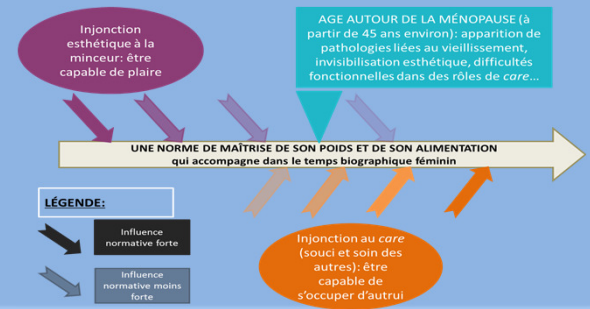 Injonction
esthétique à la
minceur: être
capable de plaire
AGE AUTOUR DE LA MÉNOPAUSE (à
partir de 45 ans environ): apparition de
pathologies liées au vieillissement,
invisibilisation esthétique, difficultés
fonctionnelles dans des rôles de care...
UNE NORME DE MAÎTRISE DE SON POIDS ET DE SON ALIMENTATION
qui accompagne dans le temps biographique féminin
LÉGENDE:
Influence
normative forte
Influence
normative moins
forte
Injonction au care
(souci et soin des
autres): être
capable de
s'occuper d'autrui